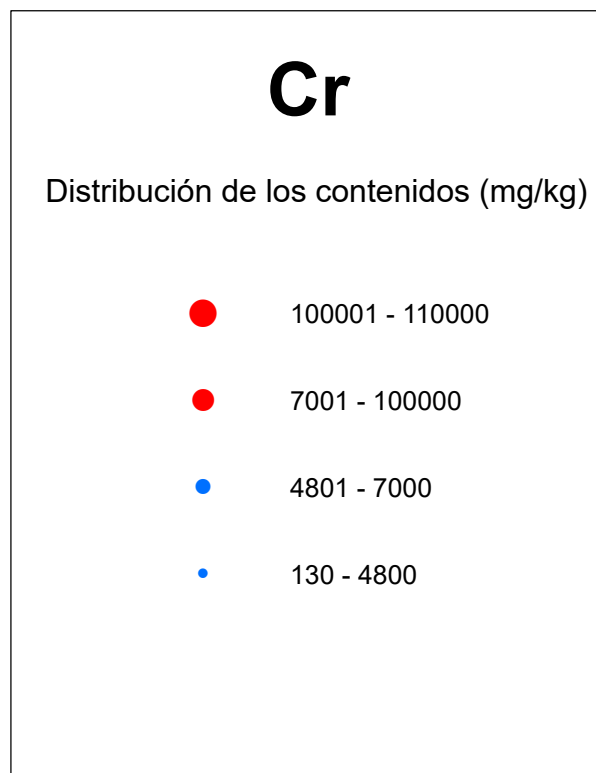 Cr
Distribución de los contenidos (mg/kg)
100001 - 110000
7001 - 100000
4801 - 7000
130 - 4800